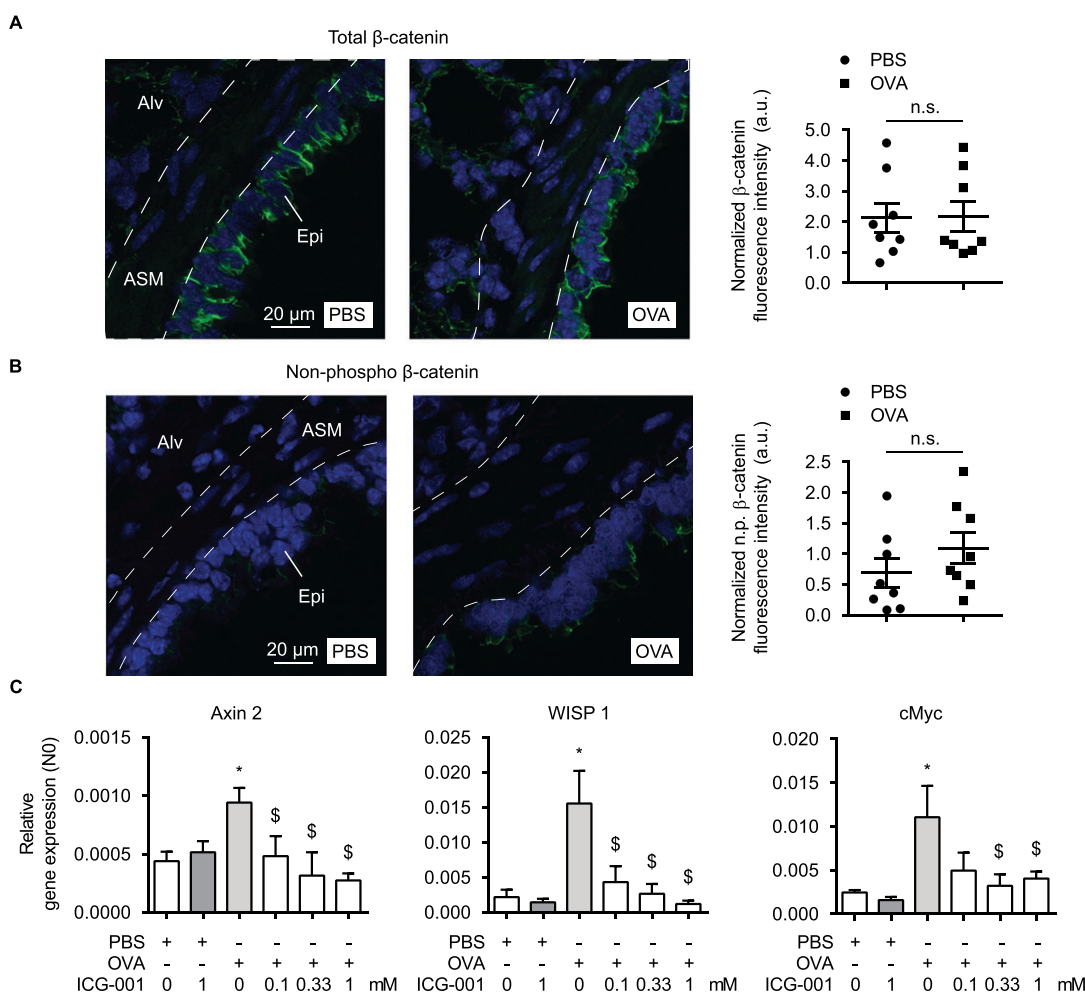 A
Total β-catenin
Alv
ASM
Epi
20 µm
PBS
OVA
PBS
OVA
n.s.
Normalized β-catenin
fluorescence intensity (a.u.)
5.0
4.0
3.0
2.0
1.0
0.0
B
Non-phospho β-catenin
Alv
ASM
Epi
20 µm
PBS
OVA
PBS
OVA
n.s.
Normalized n.p. β-catenin
fluorescence intensity (a.u.)
2.5
2.0
1.5
1.0
0.5
0.0
C
Axin 2
Relative
gene expression (N0)
0.0015
0.0010
0.0005
0.0000
* $ $ $
PBS + + - - - -
OVA - - + + + +
ICG-001 0 1 0 0.1 0.33 1 mM
WISP 1
0.025
0.020
0.015
0.010
0.005
0.000
* $ $ $
PBS + + - - - -
OVA - - + + + +
ICG-001 0 1 0 0.1 0.33 1 mM
cMyc
0.020
0.015
0.010
0.005
0.000
* $ $
PBS + + - - - -
OVA - - + + + +
ICG-001 0 1 0 0.1 0.33 1 mM